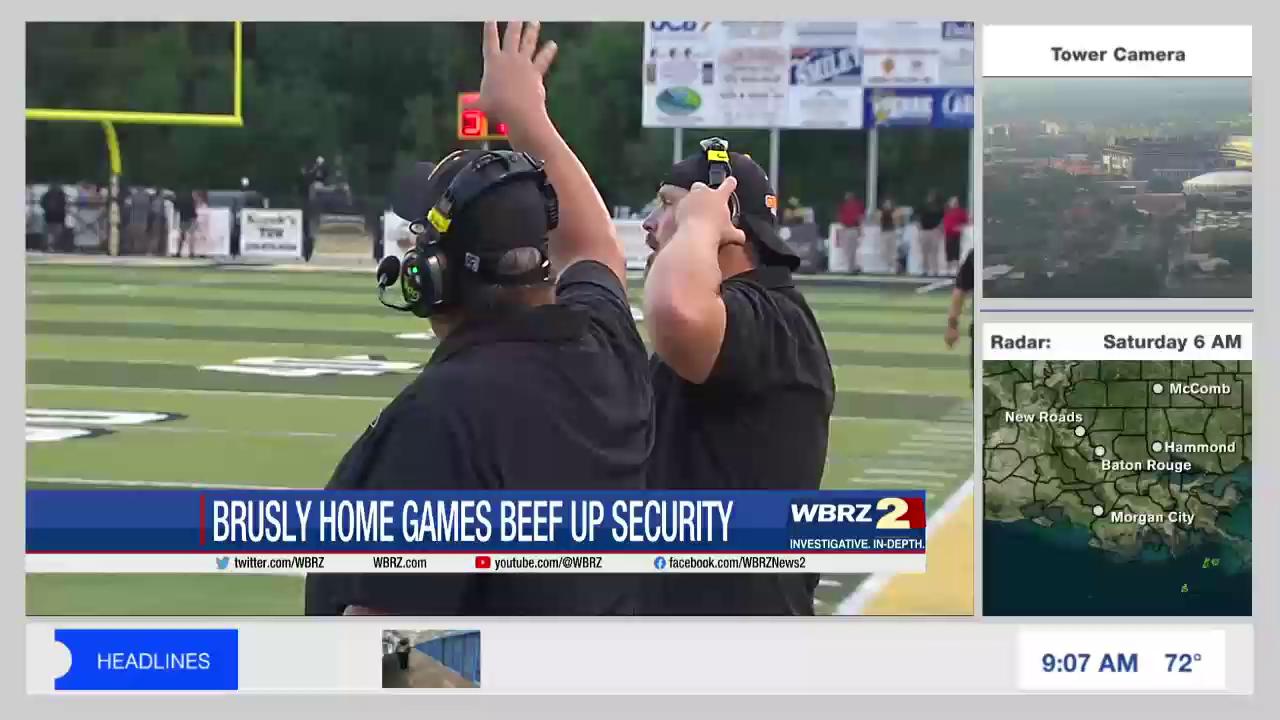 SMILEY
BRUSLY HOME GAMES BEEF UP SECURITY
WBRZ 2
INVESTIGATIVE. IN-DEPTH.
twitter.com/WBRZ WBRZ.com youtube.com/@WBRZ facebook.com/WBRZNews2
Tower Camera
Radar: Saturday 6 AM
McComb
New Roads
Hammond
Baton Rouge
Morgan City
HEADLINES
9:07 AM 72°